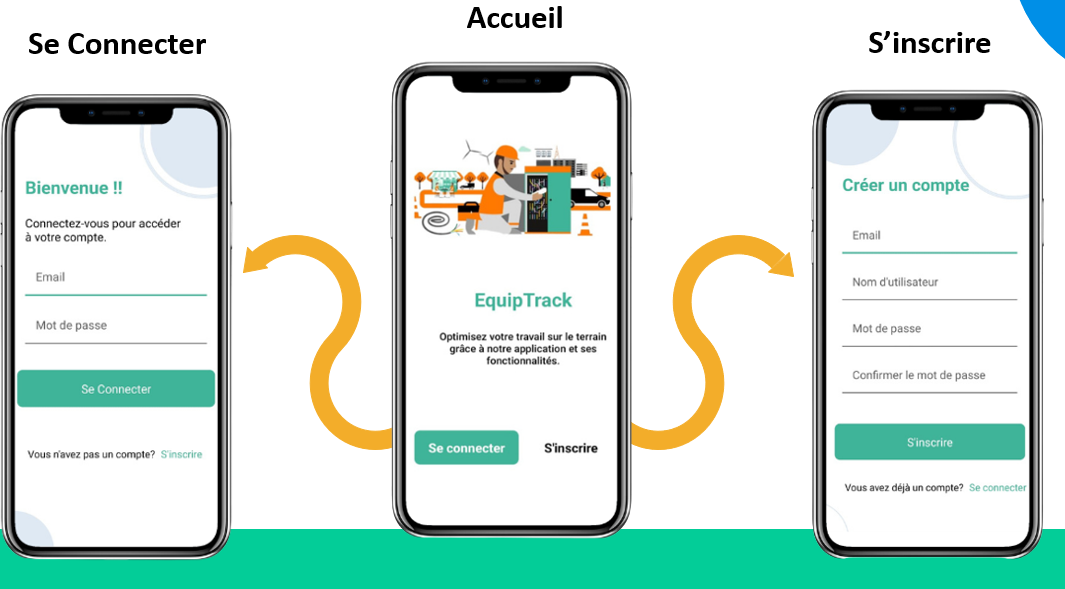 Accueil
Se Connecter
S’inscrire
Bienvenue !!
Connectez-vous pour accéder
à votre compte.
Email
Mot de passe
Se Connecter
Vous n'avez pas un compte? S'inscrire
EquipTrack
Optimisez votre travail sur le terrain
grâce à notre application et ses
fonctionnalités.
Se connecter S'inscrire
Créer un compte
Email
Nom d'utilisateur
Mot de passe
Confirmer le mot de passe
S'inscrire
Vous avez déjà un compte? Se connecter